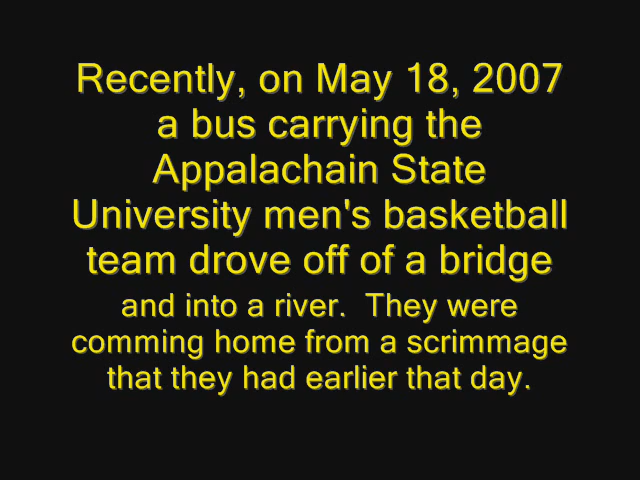 Recently, on May 18, 2007
a bus carrying the
Appalachain State
University men's basketball
team drove off of a bridge
and into a river.  They were
comming home from a scrimmage
that they had earlier that day.